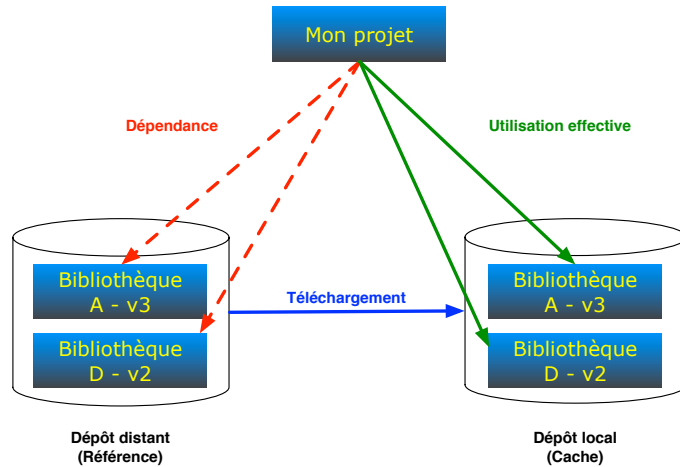 Mon projet
Dépendance
Utilisation effective
Bibliothèque
A - v3
Bibliothèque
D - v2
Téléchargement
Bibliothèque
A - v3
Bibliothèque
D - v2
Dépôt distant
(Référence)
Dépôt local
(Cache)